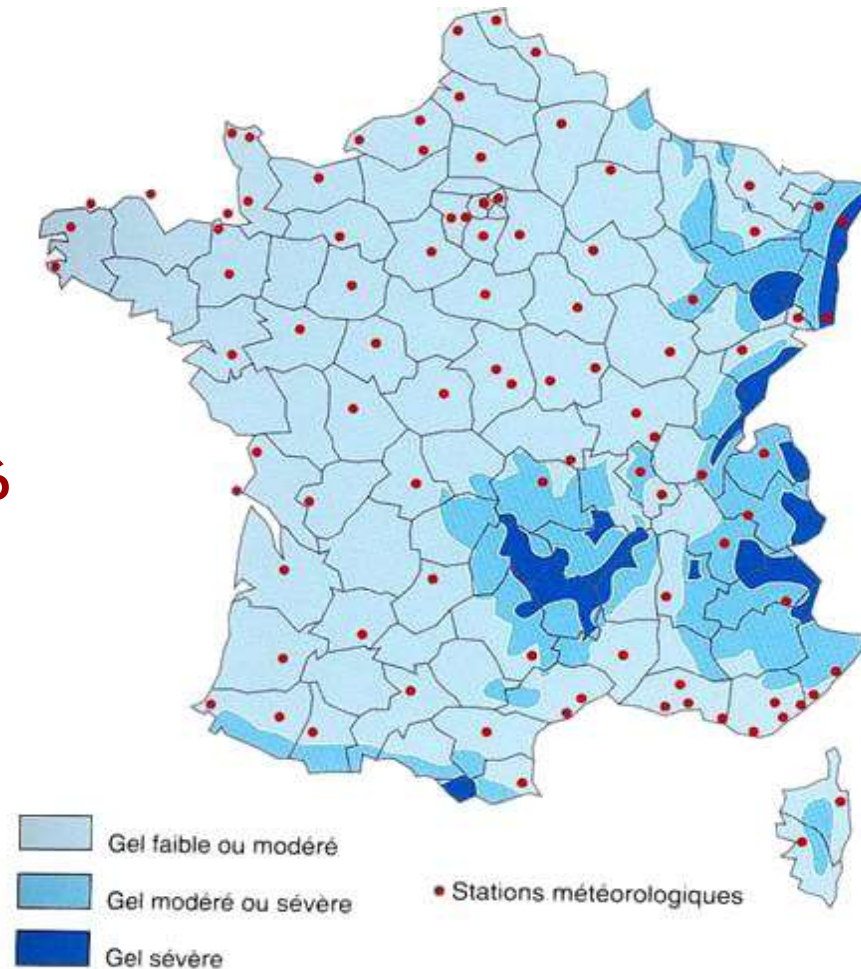 Gel faible ou modéré
Gel modéré ou sévère
Gel sévère
• Stations météorologiques